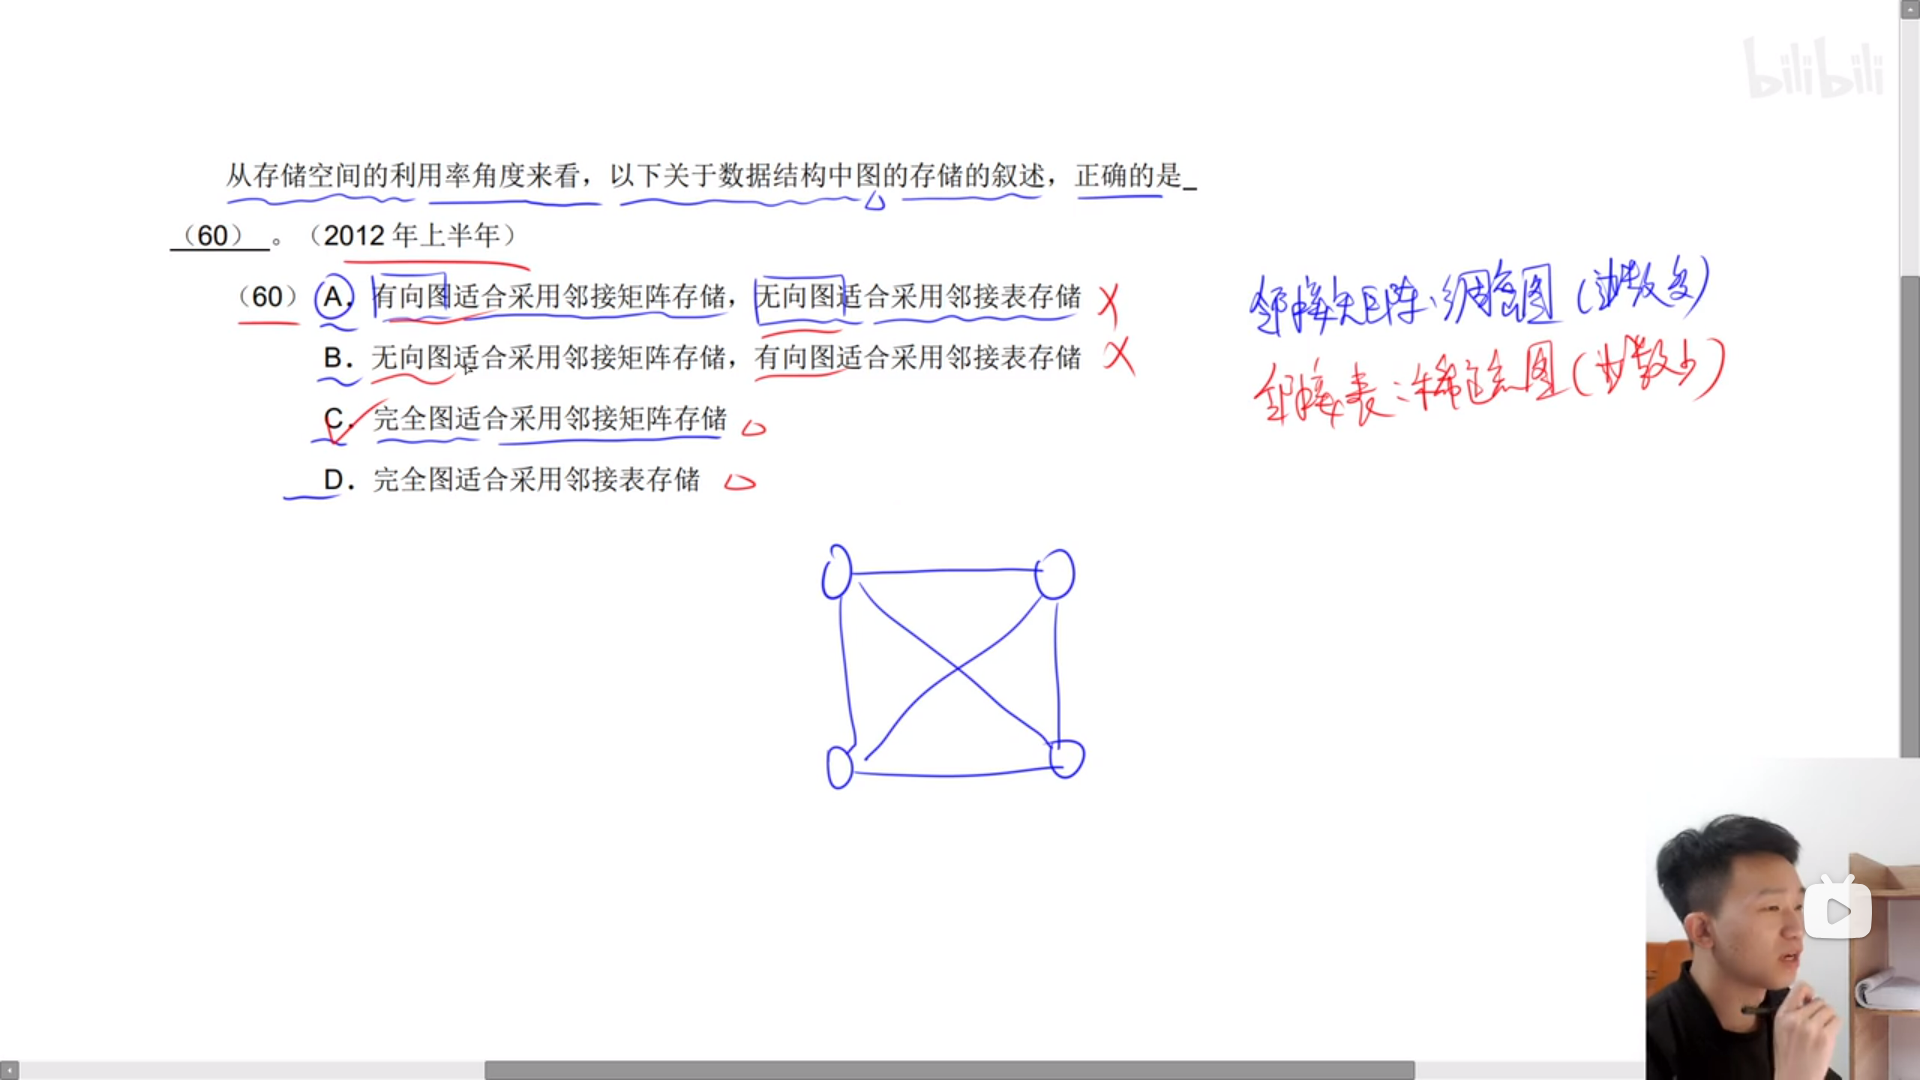 bilibili
从存储空间的利用率角度来看，以下关于数据结构中图的存储的叙述，正确的是_
（60）。（2012 年上半年）
（60） A．有向图适合采用邻接矩阵存储，无向图适合采用邻接表存储
B．无向图适合采用邻接矩阵存储，有向图适合采用邻接表存储
C．完全图适合采用邻接矩阵存储
D．完全图适合采用邻接表存储
邻接矩阵：稠密图（边数多）
邻接表：稀疏图（边数少）